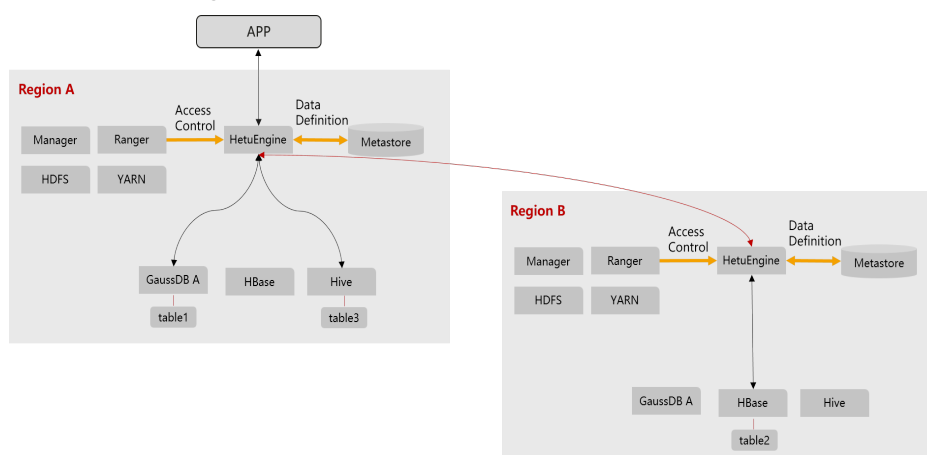 APP
Region A
Access
Control
Data
Definition
Manager
Ranger
HetuEngine
Metastore
HDFS
YARN
GaussDB A
HBase
Hive
table1
table3
Region B
Access
Control
Data
Definition
Manager
Ranger
HetuEngine
Metastore
HDFS
YARN
GaussDB A
HBase
Hive
table2